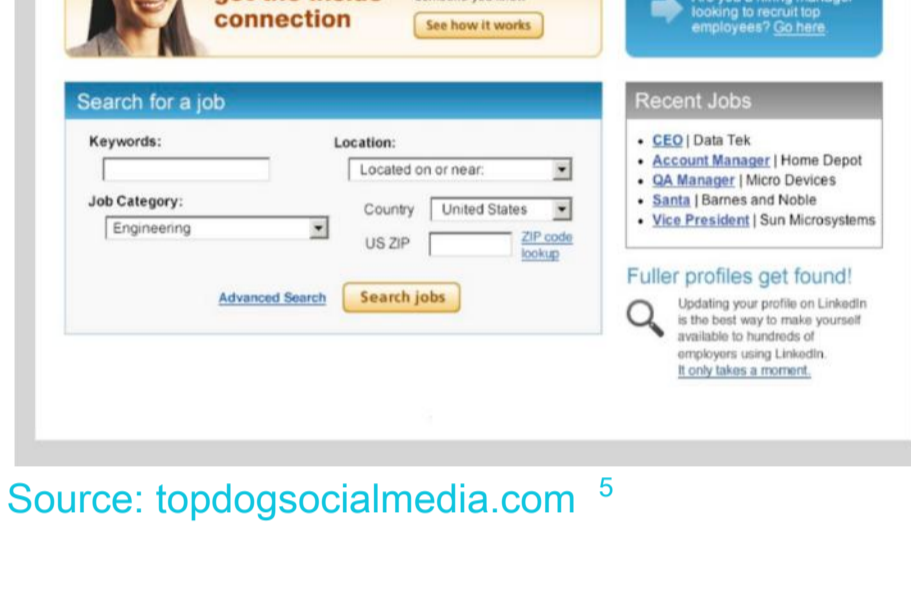 connection
See how it works
looking to recruit top
employees? Go here.
Search for a job
Keywords:
Location:
Located on or near:
Job Category:
Engineering
Country
United States
US ZIP
ZIP code
lookup
Advanced Search
Search jobs
Recent Jobs
• CEO | Data Tek
• Account Manager | Home Depot
• QA Manager | Micro Devices
• Santa | Barnes and Noble
• Vice President | Sun Microsystems
Fuller profiles get found!
Updating your profile on LinkedIn
is the best way to make yourself
available to hundreds of
employers using LinkedIn.
It only takes a moment.
Source: topdogsocialmedia.com 5